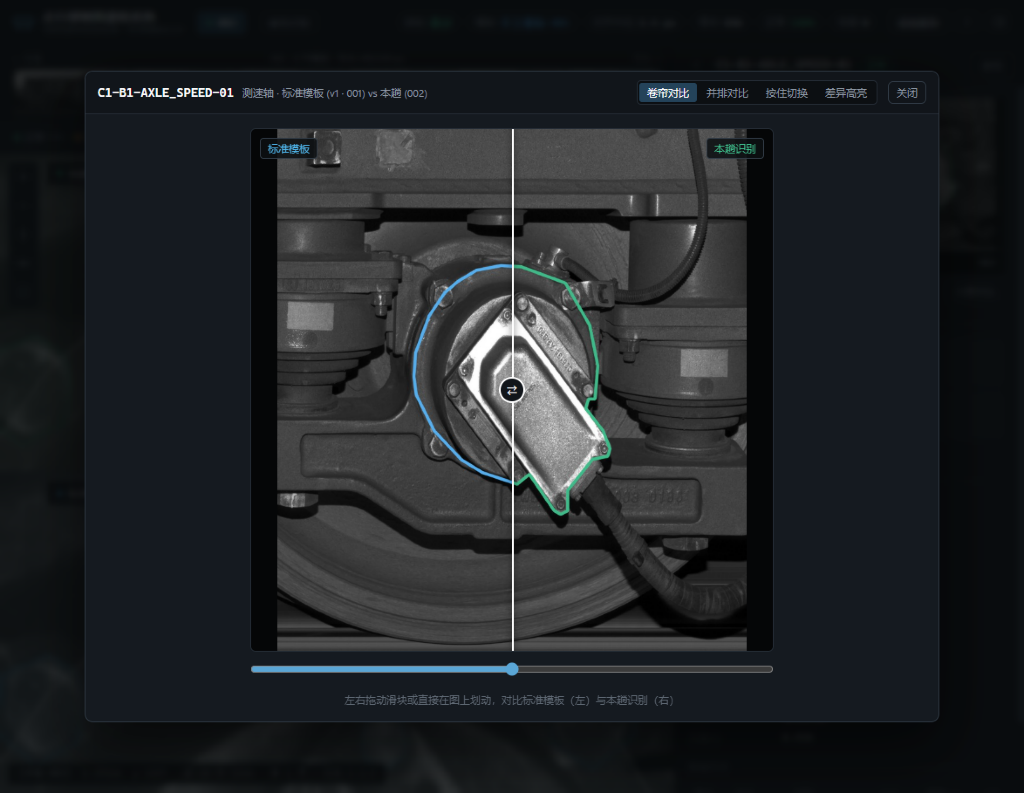 C1-B1-AXLE_SPEED-01 测速轴 · 标准模板 (v1 · 001) vs 本趟 (002)
卷帘对比 并排对比 按住切换 差异高亮 关闭
标准模板 本趟识别
左右拖动滑块或直接在图上划动，对比标准模板（左）与本趟识别（右）